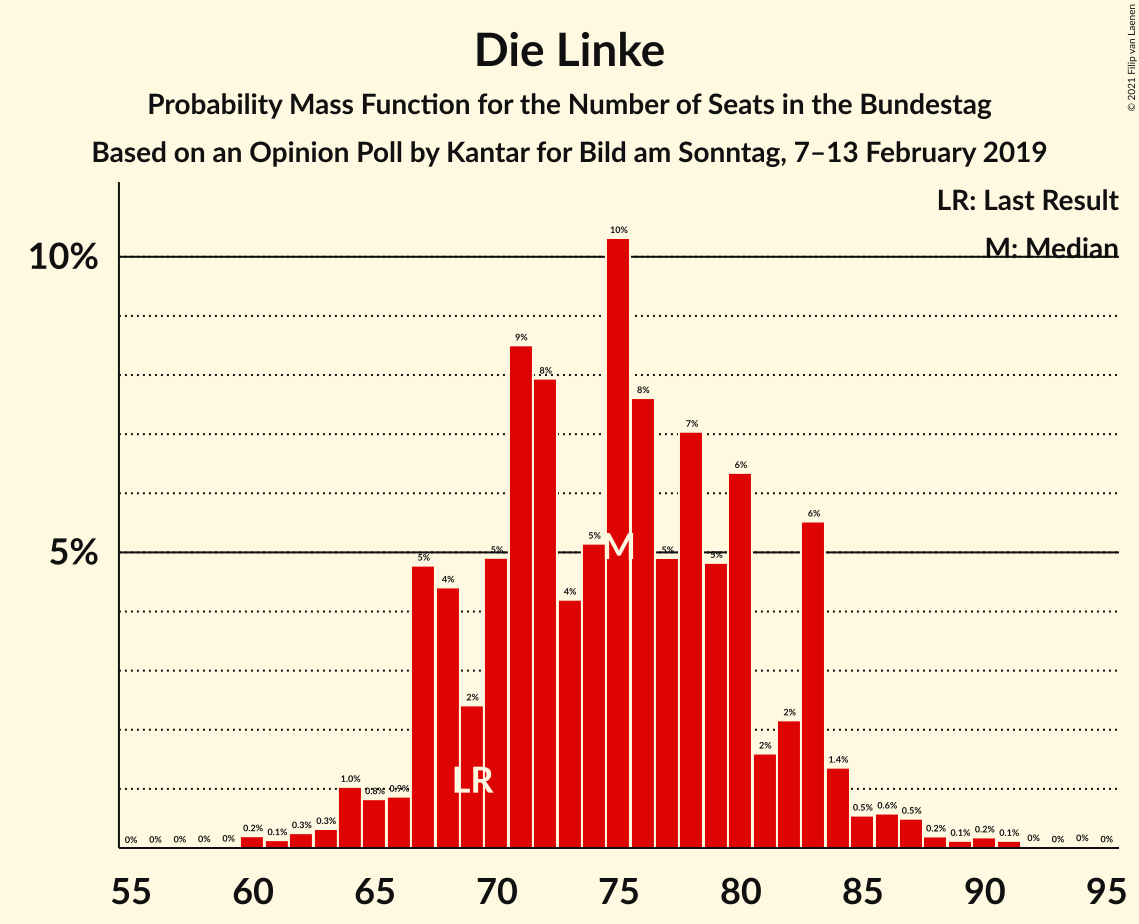 Die Linke
Probability Mass Function for the Number of Seats in the Bundestag
Based on an Opinion Poll by Kantar for Bild am Sonntag, 7–13 February 2019
© 2021 Filip van Laenen
LR: Last Result
M: Median
10%
5%
0% 0% 0% 0% 0% 0.2% 0.1% 0.3% 0.3% 1.0% 0.8% 0.9% 5% 4% 2% 5% 9% 8% 4% 5% 10% 8% 5% 7% 5% 6% 2% 2% 6% 1.4% 0.5% 0.6% 0.5% 0.2% 0.1% 0.2% 0.1% 0% 0% 0% 0%
M
LR
55 60 65 70 75 80 85 90 95